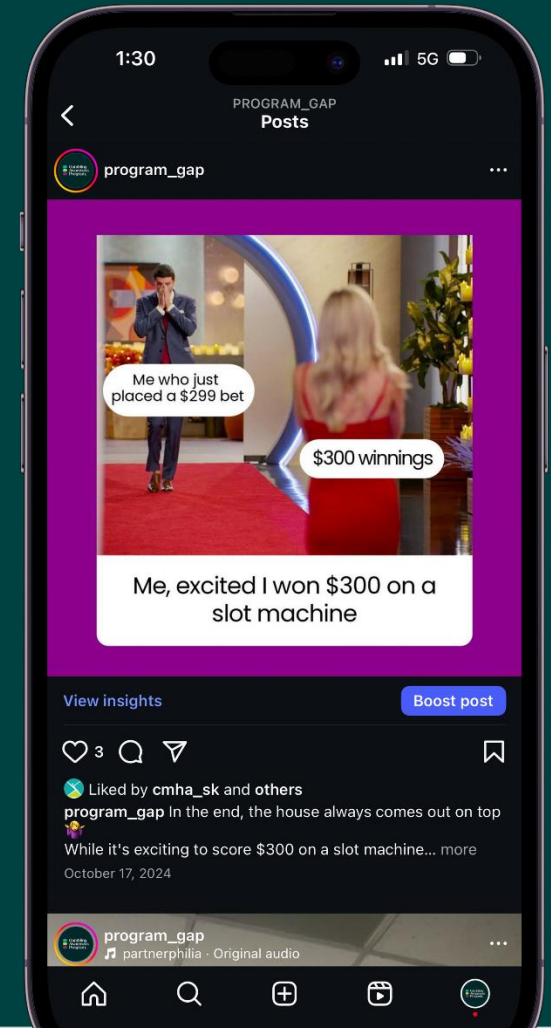 1:30
5G
PROGRAM_GAP
Posts
program_gap
Me who just
placed a $299 bet
$300 winnings
Me, excited I won $300 on a
slot machine
View insights
Boost post
3
Liked by cmha_sk and others
program_gap In the end, the house always comes out on top
While it's exciting to score $300 on a slot machine... more
October 17, 2024
program_gap
partnerphilia · Original audio